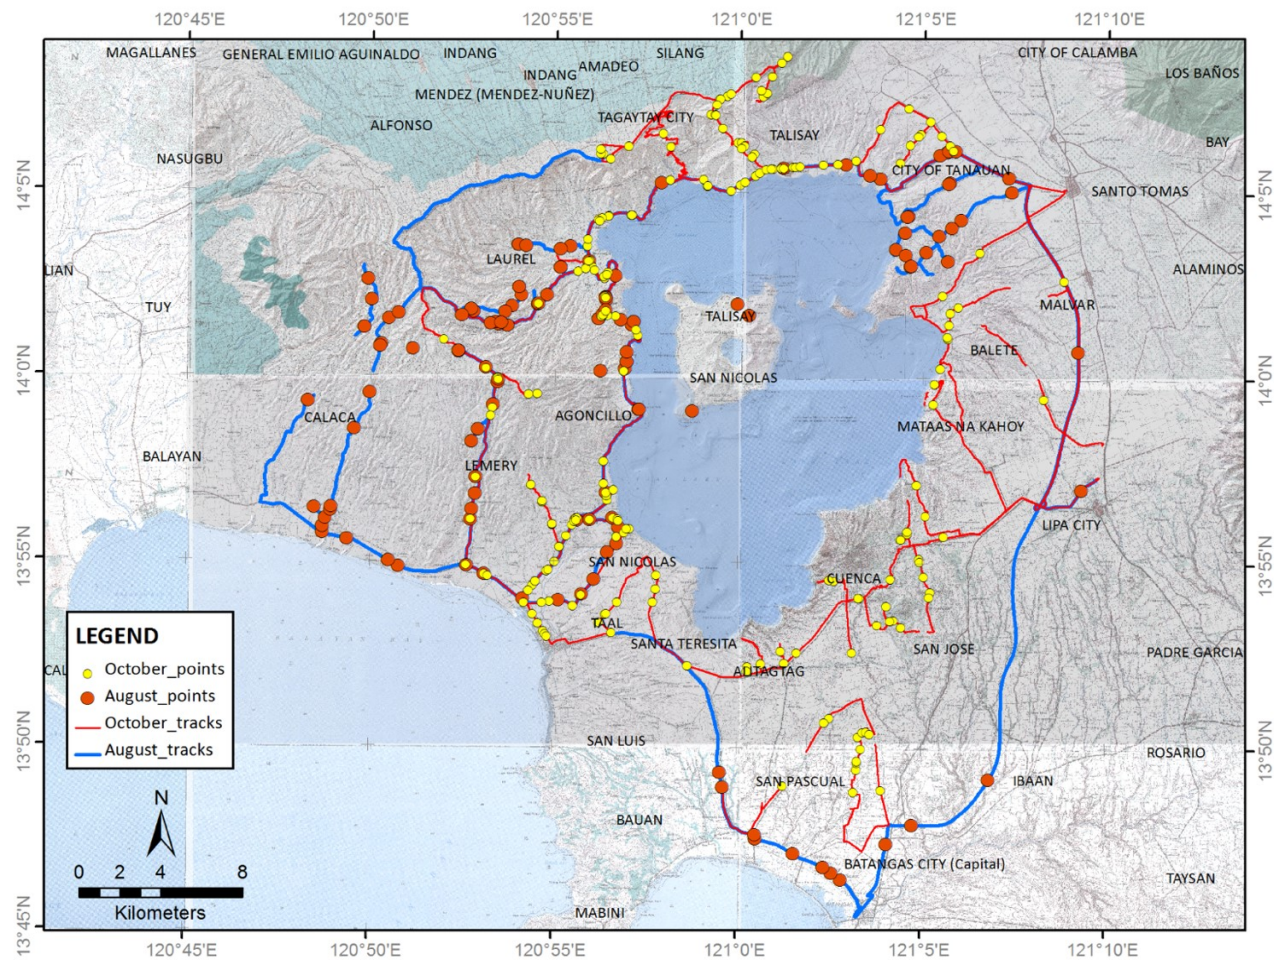 120°45'E 120°50'E 120°55'E 121°0'E 121°5'E 121°10'E
MAGALLANES GENERAL EMILIO AGUINALDO INDANG SILANG CITY OF CALAMBA
INDANG AMADEO LOS BAÑOS
MENDEZ (MENDEZ-NUÑEZ)
ALFONSO TAGAYTAY CITY TALISAY BAY
NASUGBU CITY OF TANAUAN
14°5'N SANTO TOMAS 14°5'N
LIAN LAUREL ALAMINOS
TUY TALISAY MALVAR
BALETE
14°0'N SAN NICOLAS 14°0'N
CALACA AGONCILLO MATAAS NA KAHOY
BALAYAN LEMERY
LIPA CITY
13°55'N SAN NICOLAS CUENCA 13°55'N
TAAL
SANTA TERESITA SAN JOSE PADRE GARCIA
CAL ALITAGTAG
LEGEND
October_points
August_points
October_tracks
August_tracks
13°50'N SAN LUIS ROSARIO 13°50'N
SAN PASCUAL IBAAN
BAUAN
BATANGAS CITY (Capital)
TAYSAN
MABINI
N
0 2 4 8
Kilometers
13°45'N
120°45'E 120°50'E 120°55'E 121°0'E 121°5'E 121°10'E